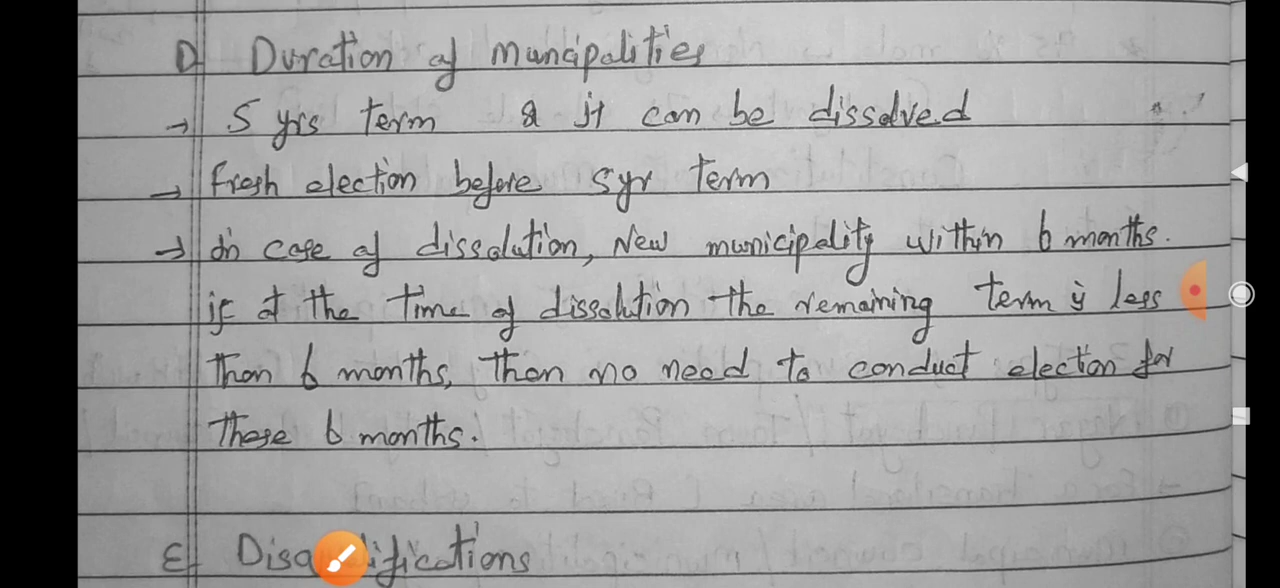 D) Duration of Muncipalities
→ 5 yrs term & it can be dissolved
→ Fresh election before 5yr term
→ In case of dissolution, New municipality within 6 months.
if at the time of dissolution the remaining term is less
than 6 months, then no need to conduct election for
these 6 months.
E) Disqualifications